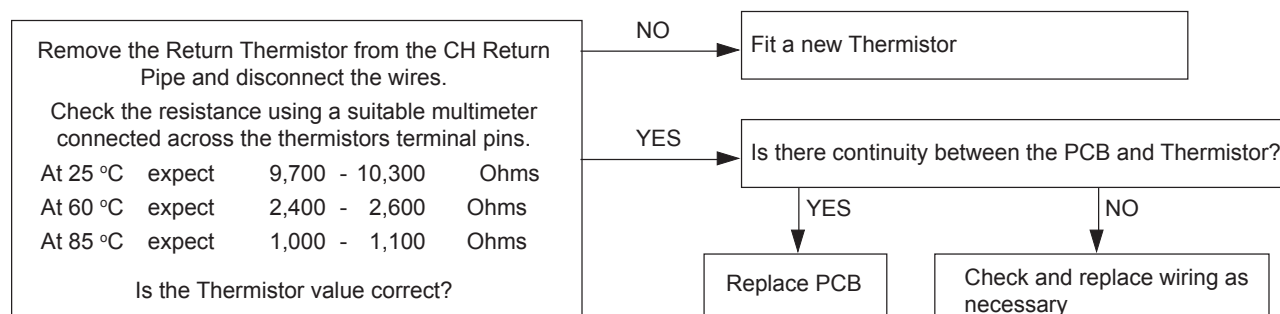 Remove the Return Thermistor from the CH Return
Pipe and disconnect the wires.
Check the resistance using a suitable multimeter
connected across the thermistors terminal pins.
At 25 °C expect 9,700 - 10,300 Ohms
At 60 °C expect 2,400 - 2,600 Ohms
At 85 °C expect 1,000 - 1,100 Ohms
Is the Thermistor value correct?
NO
Fit a new Thermistor
YES
Is there continuity between the PCB and Thermistor?
YES
NO
Replace PCB
Check and replace wiring as
necessary